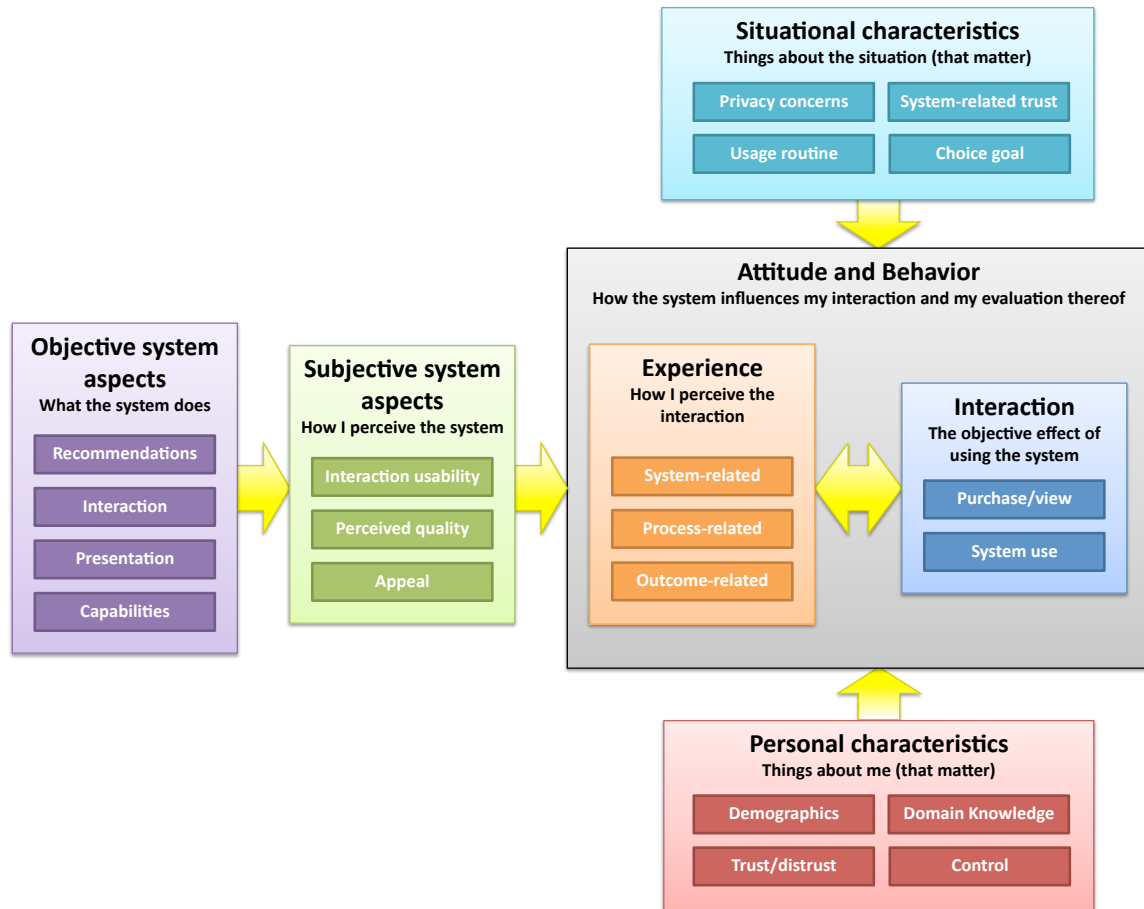 Situational characteristics
Things about the situation (that matter)
Privacy concerns
System-related trust
Usage routine
Choice goal
Attitude and Behavior
How the system influences my interaction and my evaluation thereof
Objective system
aspects
What the system does
Recommendations
Interaction
Presentation
Capabilities
Subjective system
aspects
How I perceive the system
Interaction usability
Perceived quality
Appeal
Experience
How I perceive the
interaction
System-related
Process-related
Outcome-related
Interaction
The objective effect of
using the system
Purchase/view
System use
Personal characteristics
Things about me (that matter)
Demographics
Domain Knowledge
Trust/distrust
Control